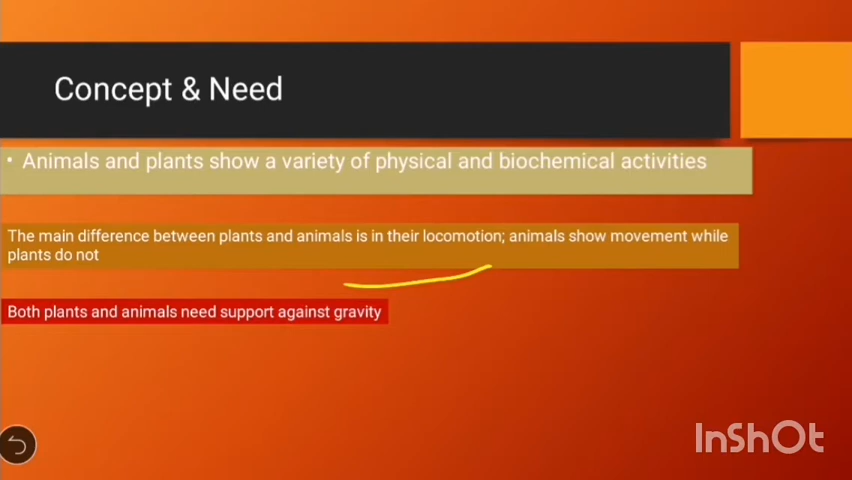 Concept & Need
• Animals and plants show a variety of physical and biochemical activities
The main difference between plants and animals is in their locomotion; animals show movement while
plants do not
Both plants and animals need support against gravity
InShOt